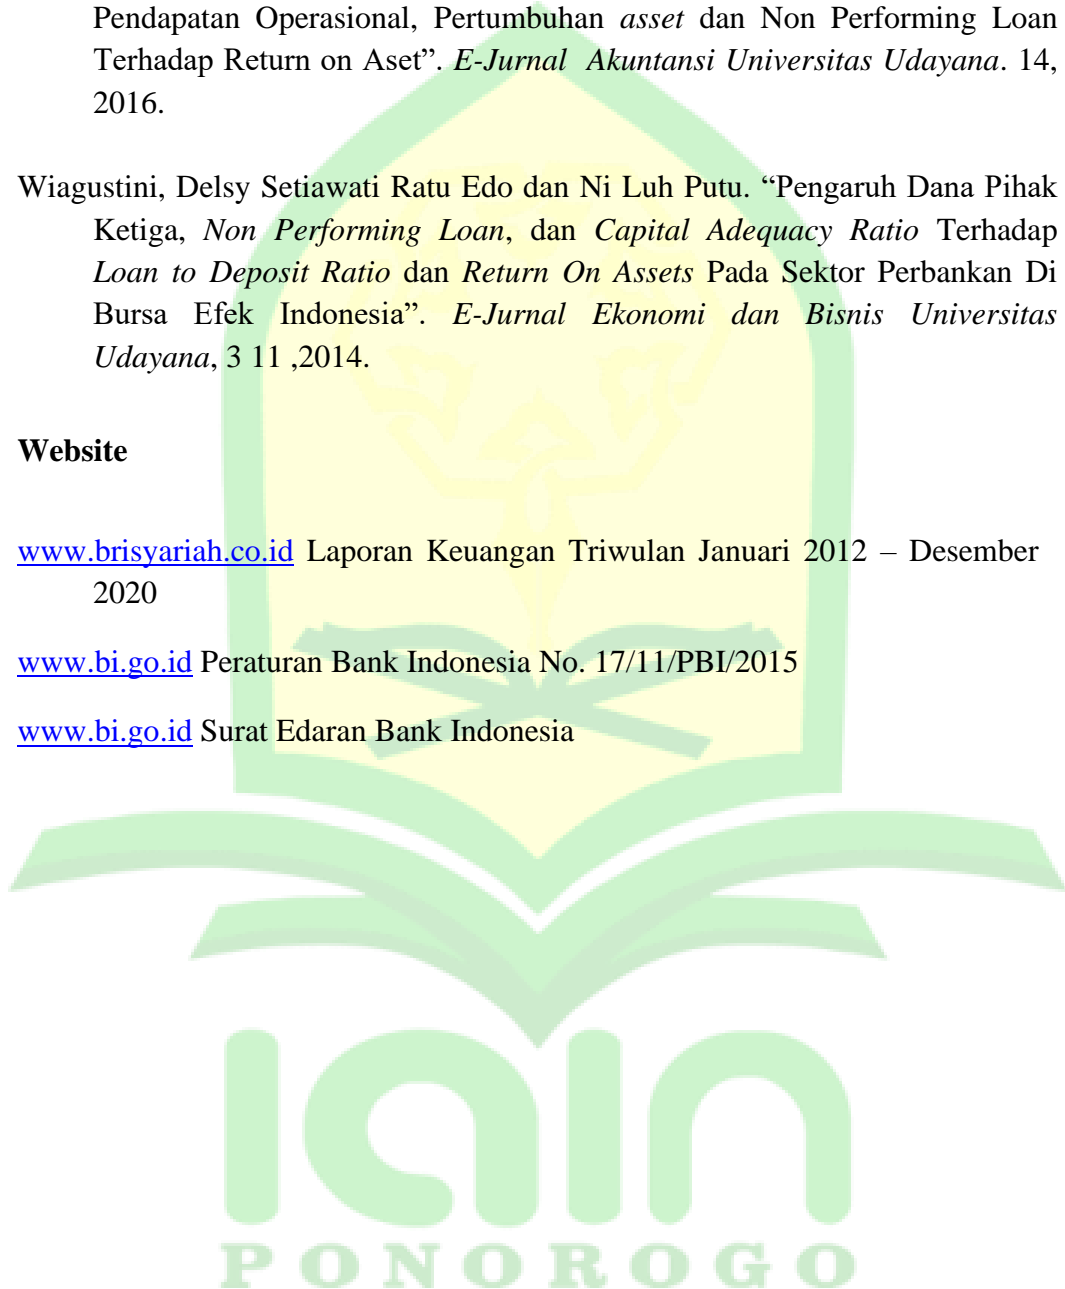 Pendapatan Operasional, Pertumbuhan asset dan Non Performing Loan
Terhadap Return on Aset”. E-Jurnal Akuntansi Universitas Udayana. 14,
2016.
Wiagustini, Delsy Setiawati Ratu Edo dan Ni Luh Putu. “Pengaruh Dana Pihak
Ketiga, Non Performing Loan, dan Capital Adequacy Ratio Terhadap
Loan to Deposit Ratio dan Return On Assets Pada Sektor Perbankan Di
Bursa Efek Indonesia”. E-Jurnal Ekonomi dan Bisnis Universitas
Udayana, 3 11 ,2014.
Website
www.brisyariah.co.id Laporan Keuangan Triwulan Januari 2012 – Desember
2020
www.bi.go.id Peraturan Bank Indonesia No. 17/11/PBI/2015
www.bi.go.id Surat Edaran Bank Indonesia
iain
PONOROGO